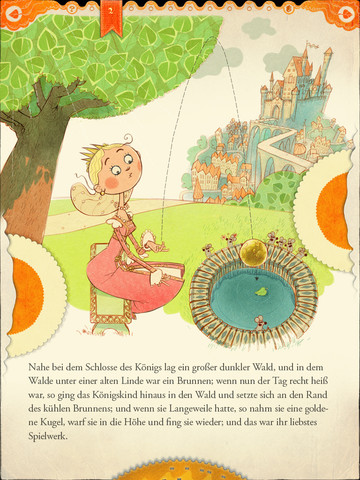 2
Nahe bei dem Schlosse des Königs lag ein großer dunkler Wald, und in dem
Walde unter einer alten Linde war ein Brunnen; wenn nun der Tag recht heiß
war, so ging das Königskind hinaus in den Wald und setzte sich an den Rand
des kühlen Brunnens; und wenn sie Langeweile hatte, so nahm sie eine golde-
ne Kugel, warf sie in die Höhe und fing sie wieder; und das war ihr liebstes
Spielwerk.